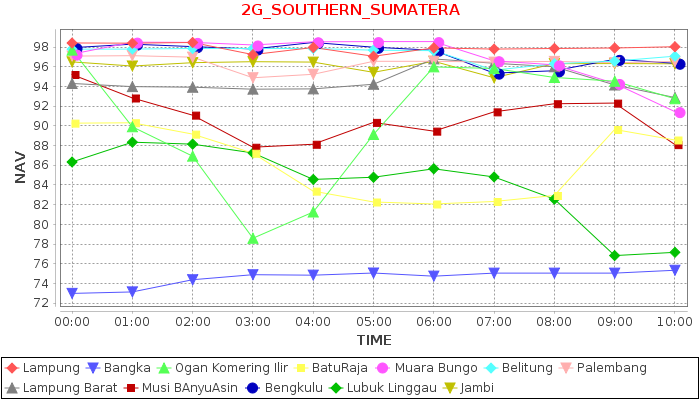 2G_SOUTHERN_SUMATERA
NAV
98
96
94
92
90
88
86
84
82
80
78
76
74
72
00:00 01:00 02:00 03:00 04:00 05:00 06:00 07:00 08:00 09:00 10:00
TIME
Lampung Bangka Ogan Komering Ilir BatuRaja Muara Bungo Belitung Palembang
Lampung Barat Musi BAnyuAsin Bengkulu Lubuk Linggau Jambi